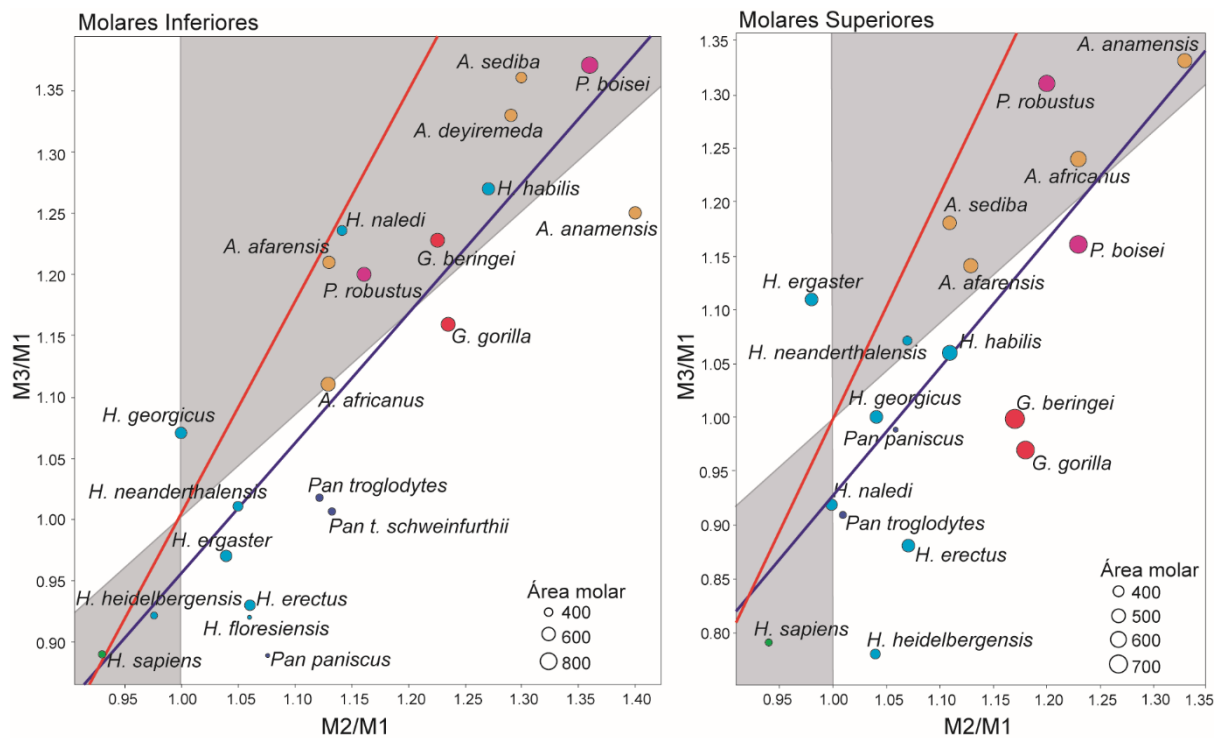 Molares Inferiores
1.35
1.30
1.25
1.20
1.15
1.10
1.05
1.00
0.95
0.90
M3/M1
A. sediba
P. boisei
A. deyiremeda
H. habilis
H. naledi
A. anamensis
A. afarensis
G. beringei
P. robustus
G. gorilla
A. africanus
H. georgicus
Pan troglodytes
H. neanderthalensis
Pan t. schweinfurthii
H. ergaster
H. heidelbergensis
H. erectus
H. floresiensis
H. sapiens
Pan paniscus
Área molar
400
600
800
0.95 1.00 1.05 1.10 1.15 1.20 1.25 1.30 1.35 1.40
M2/M1
Molares Superiores
1.35
1.30
1.25
1.20
1.15
1.10
1.05
1.00
0.95
0.90
0.85
0.80
M3/M1
A. anamensis
P. robustus
A. africanus
A. sediba
P. boisei
A. afarensis
H. ergaster
H. neanderthalensis
H. habilis
H. georgicus
G. beringei
Pan paniscus
G. gorilla
H. naledi
Pan troglodytes
H. erectus
H. sapiens
H. heidelbergensis
Área molar
400
500
600
700
0.95 1.00 1.05 1.10 1.15 1.20 1.25 1.30 1.35
M2/M1